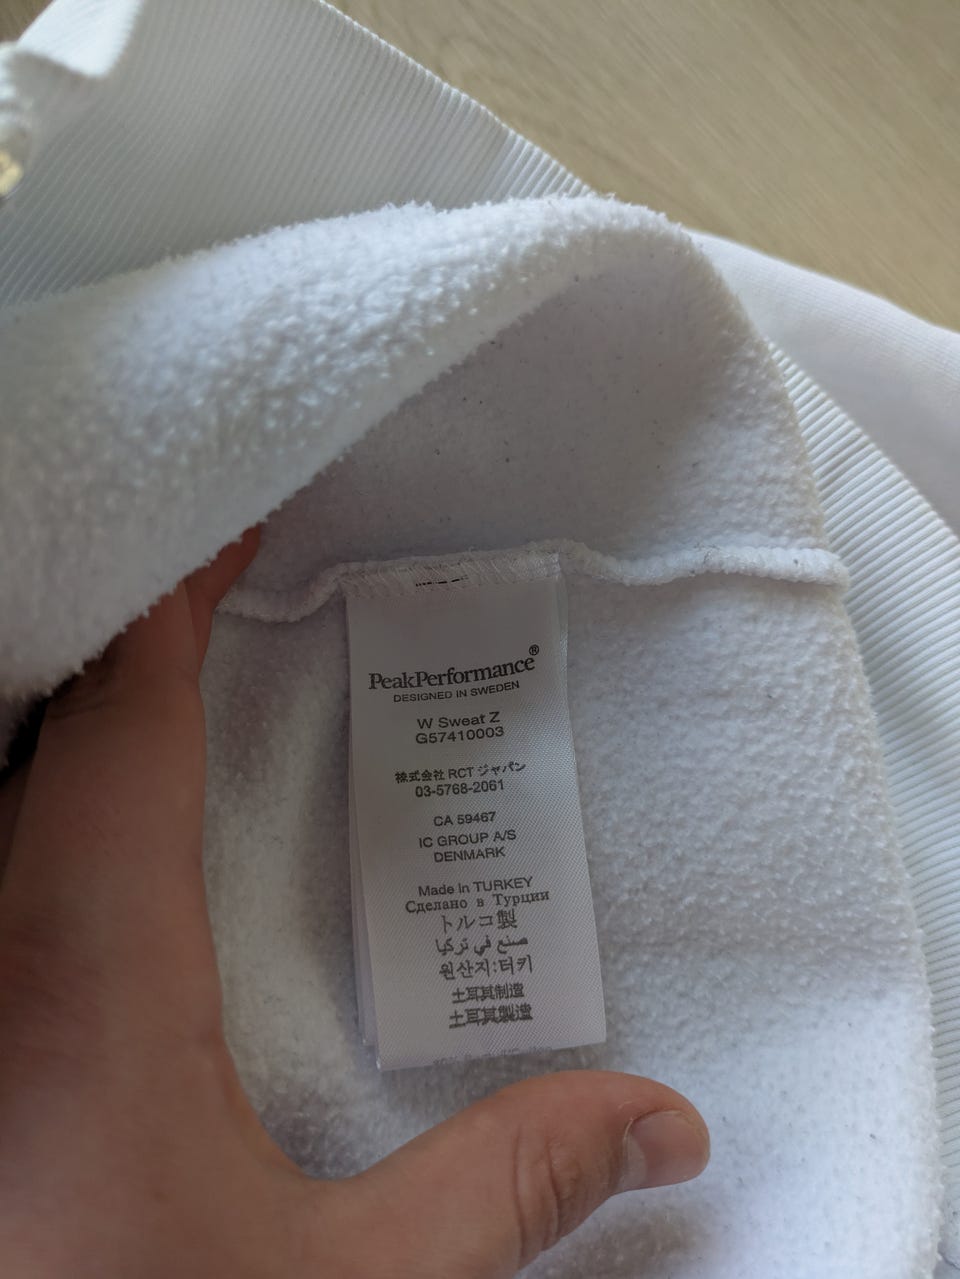 PeakPerformance®
DESIGNED IN SWEDEN
W Sweat Z
G57410003
株式会社 RCT ジャパン
03-5768-2061
CA 59467
IC GROUP A/S
DENMARK
Made in TURKEY
Сделано в Турции
トルコ製
صنع في تركيا
원산지:터키
土耳其制造
土耳其製造